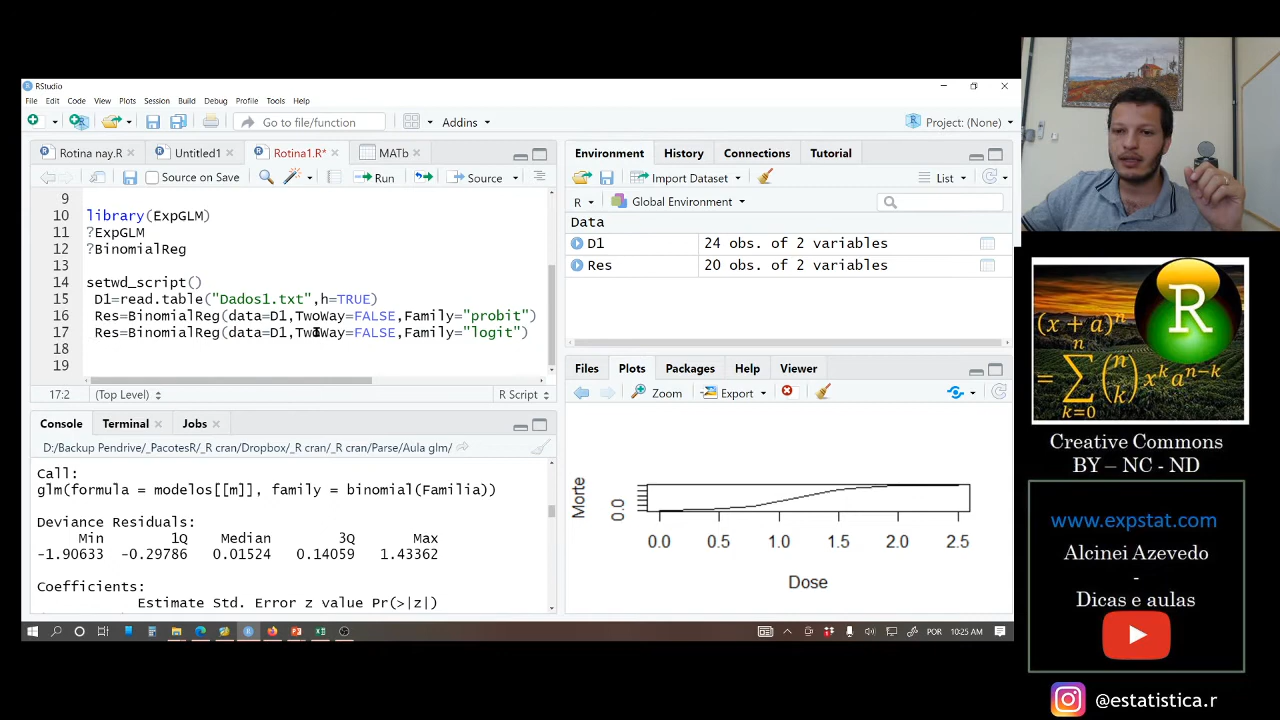 RStudio
File Edit Code View Plots Session Build Debug Profile Tools Help
Go to file/function
Addins
Project: (None)
Rotina nay.R
Untitled1
Rotina1.R*
MATb
Source on Save
Run
Source
9
10 library(ExpGLM)
11 ?ExpGLM
12 ?BinomialReg
13
14 setwd_script()
15 D1=read.table("Dados1.txt",h=TRUE)
16 Res=BinomialReg(data=D1,TwoWay=FALSE,Family="probit")
17 Res=BinomialReg(data=D1,TwoWay=FALSE,Family="logit")
18
19
17:2 (Top Level) R Script
Console Terminal Jobs
D:/Backup Pendrive/_PacotesR/_R cran/Dropbox/_R cran/_R cran/Parse/Aula glm/
Call:
glm(formula = modelos[[m]], family = binomial(Familia))
Deviance Residuals:
Min 1Q Median 3Q Max
-1.90633 -0.29786 0.01524 0.14059 1.43362
Coefficients:
Estimate Std. Error z value Pr(>|z|)
Environment History Connections Tutorial
Import Dataset
List
R Global Environment
Data
D1 24 obs. of 2 variables
Res 20 obs. of 2 variables
Files Plots Packages Help Viewer
Zoom Export
Morte
0.0
0.0 0.5 1.0 1.5 2.0 2.5
Dose
POR 10:25 AM
R
(x + a)^n
= ∑ n k=0 (n k) x^k a^{n−k}
Creative Commons
BY – NC - ND
www.expstat.com
Alcinei Azevedo
-
Dicas e aulas
@estatistica.r